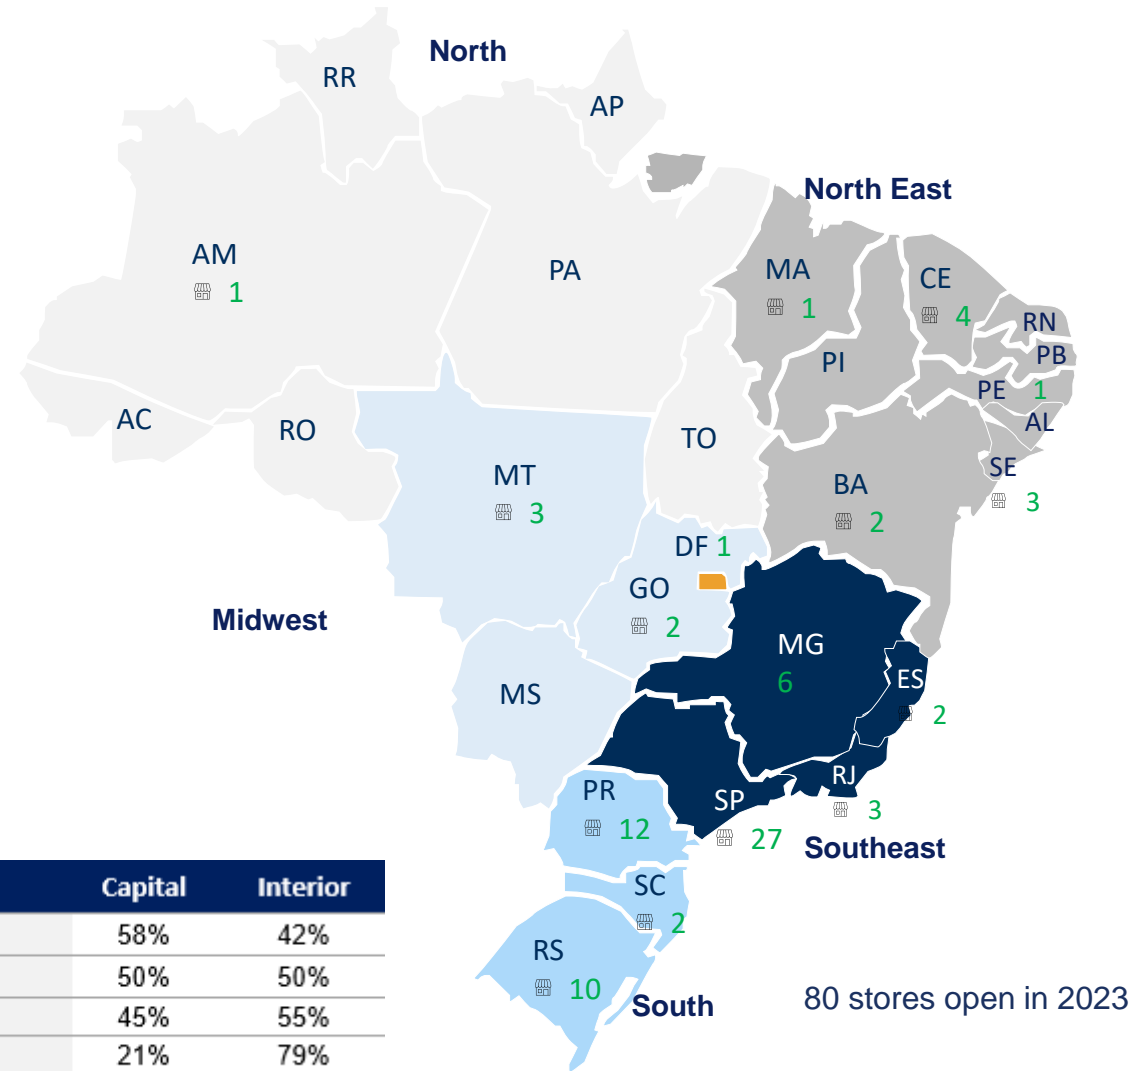 North
RR
AP
North East
AM
1
PA
MA
1
CE
4
RN
PB
PI
PE 1
AL
AC
RO
TO
SE
3
MT
3
BA
2
DF 1
GO
2
Midwest
MG
6
ES
2
MS
RJ
3
PR
12
SP
27
Southeast
SC
2
RS
10
South
80 stores open in 2023
Capital Interior
58% 42%
50% 50%
45% 55%
21% 79%